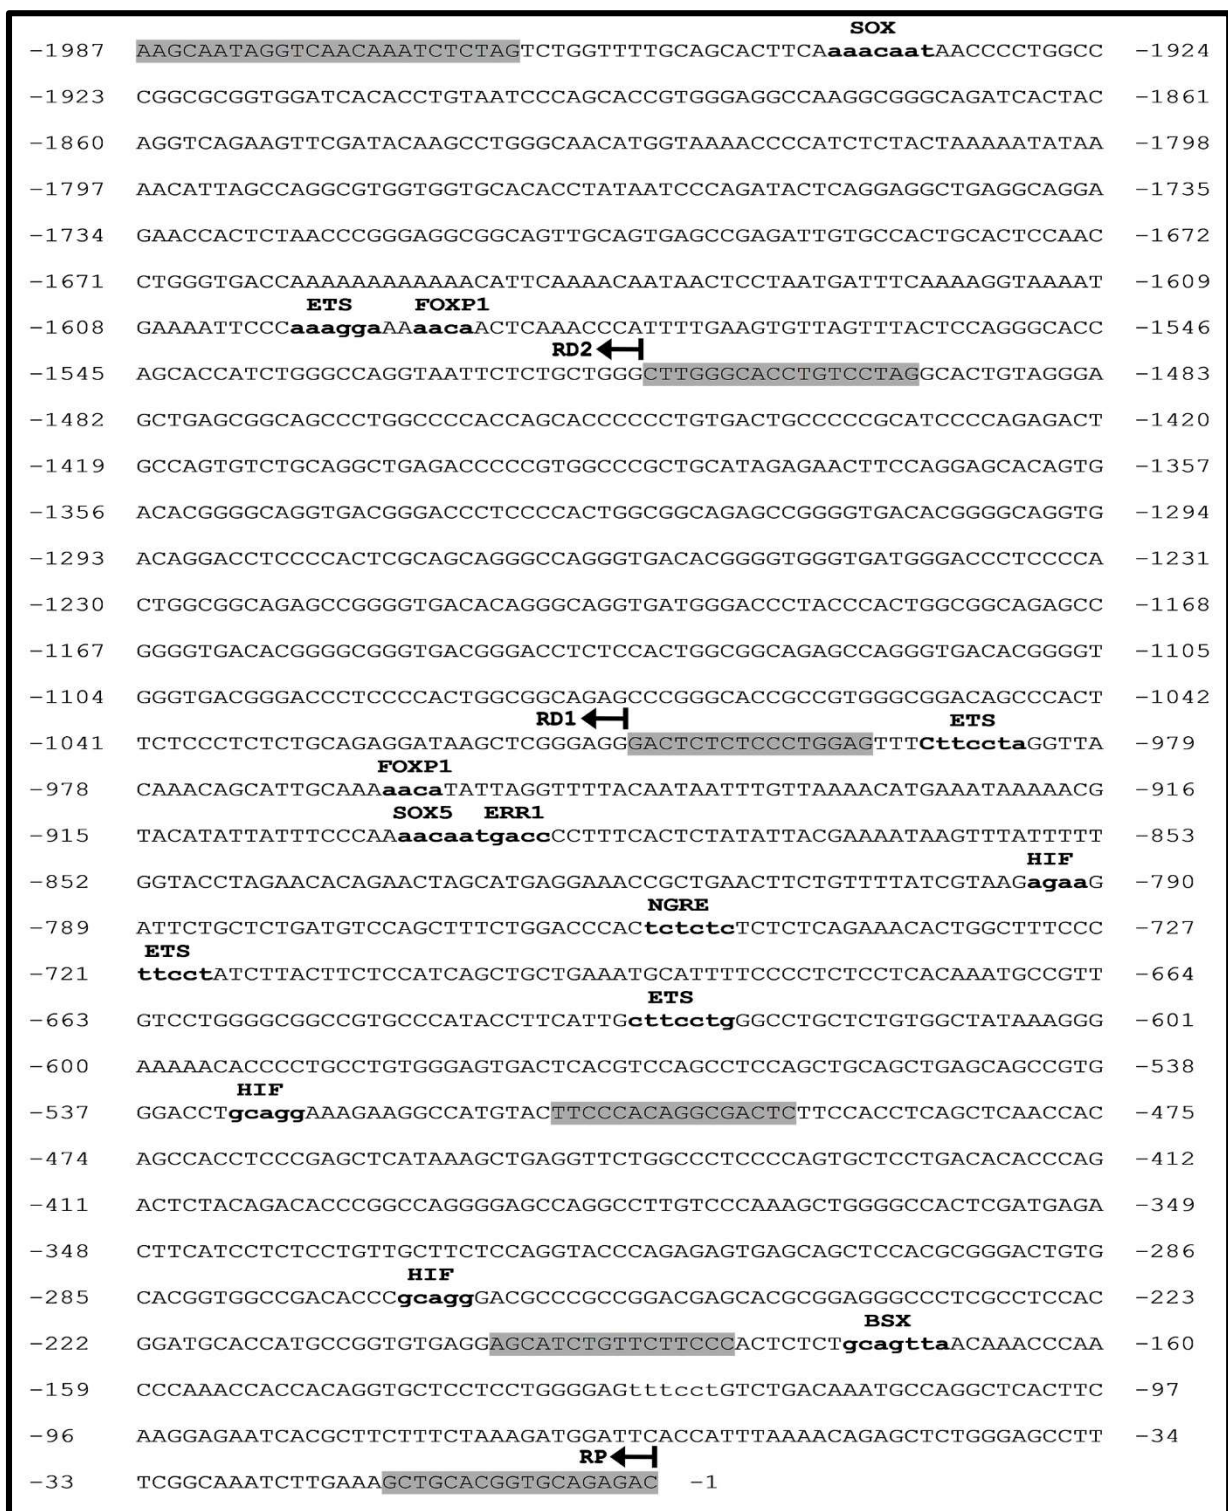 SOX
−1987 AAGCAATAGGTCAACAAATCTCTAGTCTGGTTTTGCAGCACTTCAaaacaatAACCCCTGGCC −1924
−1923 CGGCGCGGTGGATCACACCTGTAATCCCAGCACCGTGGGAGGCCAAGGCGGGCAGATCACTAC −1861
−1860 AGGTCAGAAGTTCGATACAAGCCTGGGCAACATGGTAAAACCCCATCTCTACTAAAAATATAA −1798
−1797 AACATTAGCCAGGCGTGGTGGTGCACACCTATAATCCCAGATACTCAGGAGGCTGAGGCAGGA −1735
−1734 GAACCACTCTAACCCGGGAGGCGGCAGTTGCAGTGAGCCGAGATTGTGCCACTGCACTCCAAC −1672
−1671 CTGGGTGACCAAAAAAAAAAAAACATTCAAAACAATAACTCCTAATGATTTCAAAAGGTAAAAT −1609
ETS FOXP1
−1608 GAAAATTCCCaaaggaAAaacaACTCAAACCCATTTTGAAGTGTTAGTTTACTCCAGGGCACC −1546
RD2
−1545 AGCACCATCTGGGCCAGGTAATTCTCTGCTGGGCTTGGGCACCTGTCCTAGGCACTGTAGGGA −1483
−1482 GCTGAGCGGCAGCCCTGGCCCCACCAGCACCCCCCTGTGACTGCCCCCGCATCCCCAGAGACT −1420
−1419 GCCAGTGTCTGCAGGCTGAGACCCCCGTGGCCCGCTGCATAGAGAACTTCCAGGAGCACAGTG −1357
−1356 ACACGGGGCAGGTGACGGGACCCTCCCCACTGGCGGCAGAGCCGGGGTGACACGGGGCAGGTG −1294
−1293 ACAGGACCTCCCCACTCGCAGCAGGGCCAGGGTGACACGGGGTGGGTGATGGGACCCTCCCCA −1231
−1230 CTGGCGGCAGAGCCGGGGTGACACAGGGCAGGTGATGGGACCCTACCCACTGGCGGCAGAGCC −1168
−1167 GGGGTGACACGGGGCGGGTGACGGGACCTCTCCACTGGCGGCAGAGCCAGGGTGACACGGGGT −1105
−1104 GGGTGACGGGACCCTCCCCACTGGCGGCAGAGCCCGGGCACCGCCGTGGGCGGACAGCCCACT −1042
RD1 ETS
−1041 TCTCCCTCTCTGCAGAGGATAAGCTCGGGAGGGACTCTCTCCCTGGAGTTTCttcctaGGTTA −979
FOXP1
−978 CAAACAGCATTGCAAAaacaTATTAGGTTTTACAATAATTTGTTAAAACATGAAATAAAAACG −916
SOX5 ERR1
−915 TACATATTATTTCCCAAaacaatgaccCCTTTCACTCTATATTACGAAAATAAGTTTATTTTT −853
HIF
−852 GGTACCTAGAACACAGAACTAGCATGAGGAAACCGCTGAACTTCTGTTTTATCGTAAGagaaG −790
NGRE
−789 ATTCTGCTCTGATGTCCAGCTTTCTGGACCCACtctctcTCTCTCAGAAACACTGGCTTTCCC −727
ETS
−721 ttcctATCTTACTTCTCCATCAGCTGCTGAAATGCATTTTCCCCTCTCCTCACAAATGCCGTT −664
ETS
−663 GTCCTGGGGCGGCCGTGCCCATACCTTCATTGcttcctgGGCCTGCTCTGTGGCTATAAAGGG −601
−600 AAAAACACCCCTGCCTGTGGGAGTGACTCACGTCCAGCCTCCAGCTGCAGCTGAGCAGCCGTG −538
HIF
−537 GGACCTgcaggAAAGAAGGCCATGTACTTCCCACAGGCGACTCTTCCACCTCAGCTCAACCAC −475
−474 AGCCACCTCCCGAGCTCATAAAGCTGAGGTTCTGGCCCTCCCCAGTGCTCCTGACACACCCAG −412
−411 ACTCTACAGACACCCGGCCAGGGGAGCCAGGCCTTGTCCCAAAGCTGGGGCCACTCGATGAGA −349
−348 CTTCATCCTCTCCTGTTGCTTCTCCAGGTACCCAGAGAGTGAGCAGCTCCACGCGGGACTGTG −286
HIF
−285 CACGGTGGCCGACACCCgcaggGACGCCCGCCGGACGAGCACGCGGAGGGCCCTCGCCTCCAC −223
BSX
−222 GGATGCACCATGCCGGTGTGAGGAGCATCTGTTCTTCCCACTCTCTgcagttaACAAACCCAA −160
−159 CCCAAACCACCACAGGTGCTCCTCCTGGGGAGtttcctGTCTGACAAATGCCAGGCTCACTTC −97
−96 AAGGAGAATCACGCTTCTTTCTAAAGATGGATTCACCATTTAAAACAGAGCTCTGGGAGCCTT −34
RP
−33 TCGGCAAATCTTGAAAGCTGCACGGTGCAGAGAC −1